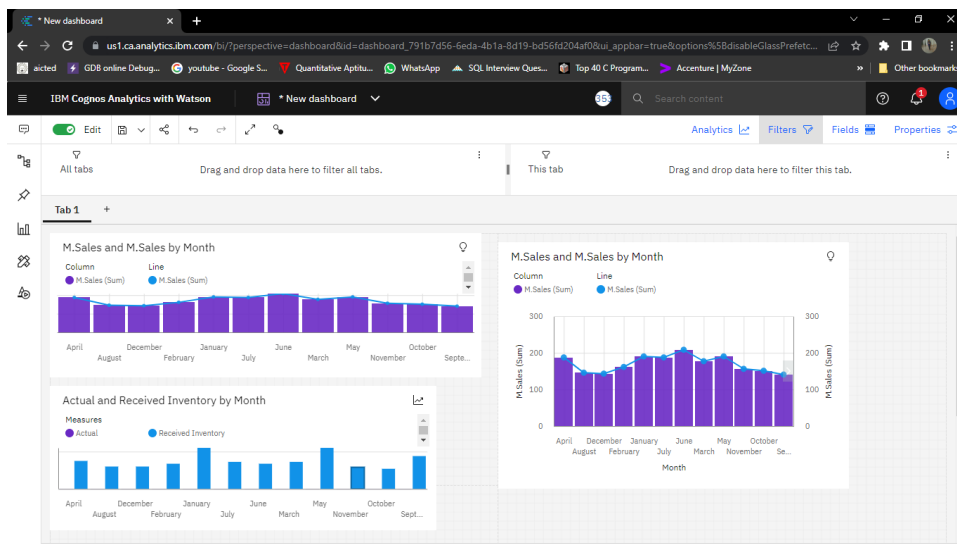 * New dashboard
us1.ca.analytics.ibm.com/bi/?perspective=dashboard&id=dashboard_791b7d56-6eda-4b1a-8d19-bd56fd204af0&ui_appbar=true&options%5BdisableGlassPrefetc...
aicted GDB online Debug... youtube - Google S... Quantitative Aptitu... WhatsApp SQL Interview Ques... Top 40 C Program... Accenture | MyZone » Other bookmarks
IBM Cognos Analytics with Watson * New dashboard Search content 1
Edit Analytics Filters Fields Properties
All tabs Drag and drop data here to filter all tabs. This tab Drag and drop data here to filter this tab.
Tab 1 +
M.Sales and M.Sales by Month
Column Line
M.Sales (Sum) M.Sales (Sum)
April December January June May October
August February July March November Septe...
Actual and Received Inventory by Month
Measures
Actual Received Inventory
April December January June May October
August February July March November Sept...
M.Sales and M.Sales by Month
Column Line
M.Sales (Sum) M.Sales (Sum)
300 300
200 200
100 100
0 0
M.Sales (Sum)
M.Sales (Sum)
April December January June May October
August February July March November Se...
Month